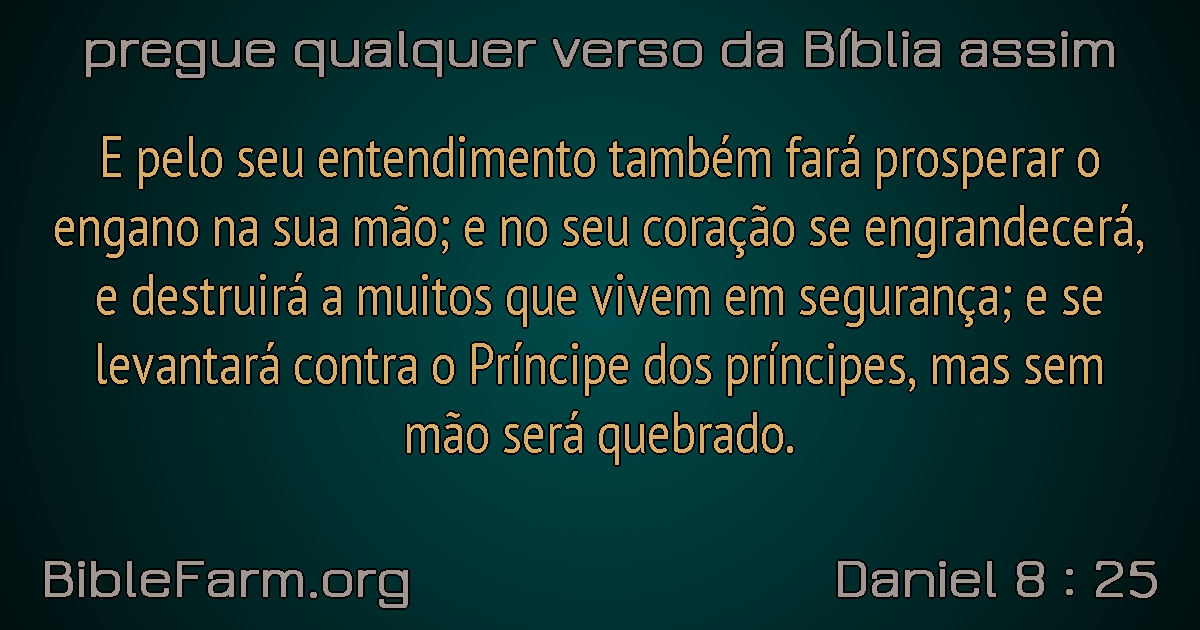 pregue qualquer verso da Bíblia assim
E pelo seu entendimento também fará prosperar o
engano na sua mão; e no seu coração se engrandecerá,
e destruirá a muitos que vivem em segurança; e se
levantará contra o Príncipe dos príncipes, mas sem
mão será quebrado.
BibleFarm.org
Daniel 8 : 25